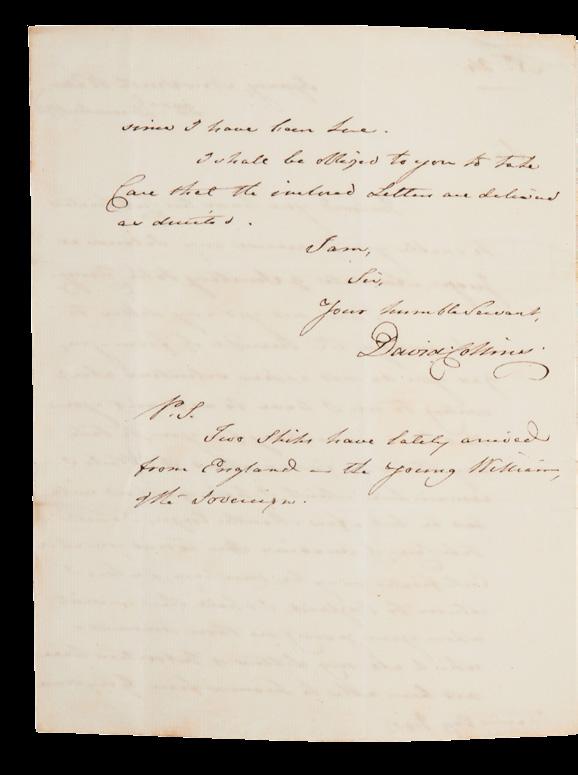 since I have been here.
I shall be obliged to you to take
Care that the inclosed Letters are delivered
as directed.
I am,
Sir,
Your humble Servant,
David Collins.
P.S.
Two Ships have lately arrived
from England — the Young William,
& the Sovereign.